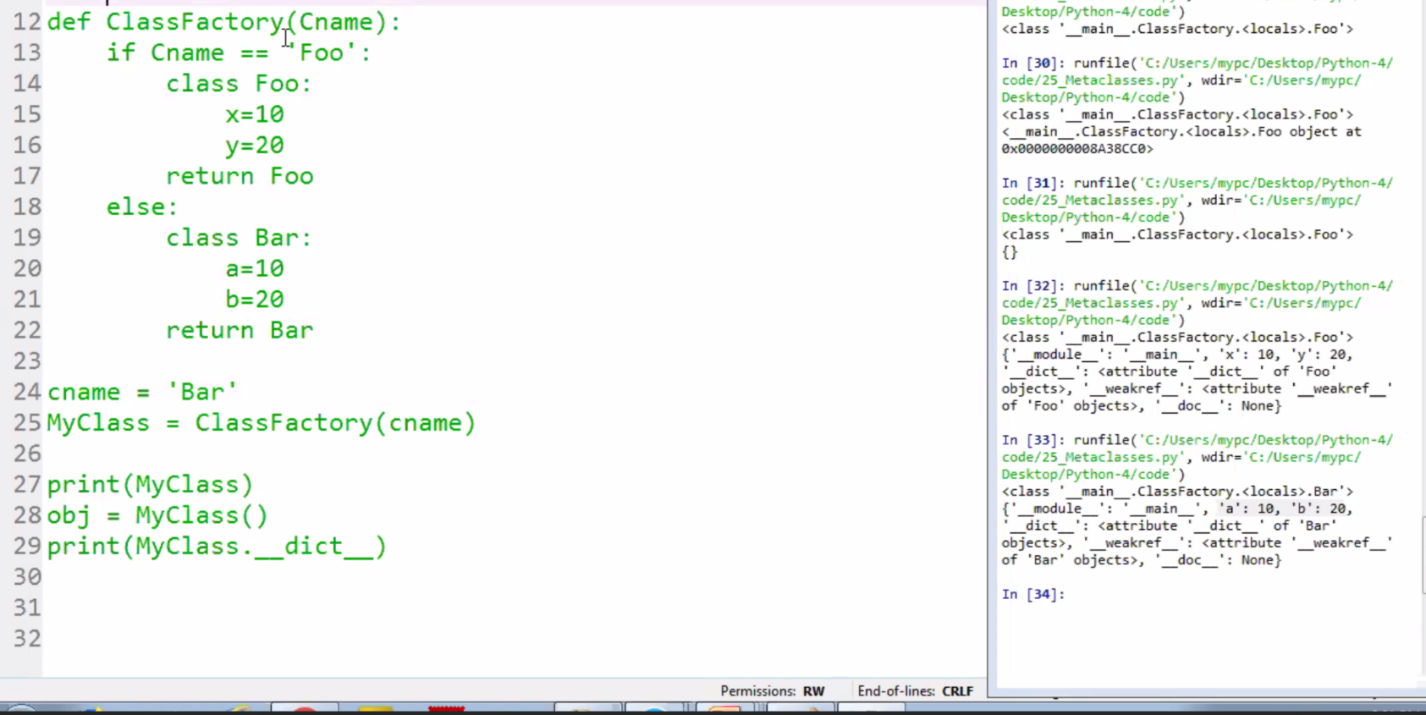 12 def ClassFactory(Cname):
13     if Cname == 'Foo':
14         class Foo:
15             x=10
16             y=20
17         return Foo
18     else:
19         class Bar:
20             a=10
21             b=20
22         return Bar
23
24 cname = 'Bar'
25 MyClass = ClassFactory(cname)
26
27 print(MyClass)
28 obj = MyClass()
29 print(MyClass.__dict__)
30
31
32
Permissions: RW End-of-lines: CRLF
Desktop/Python-4/code')
<class '__main__.ClassFactory.<locals>.Foo'>
In [30]: runfile('C:/Users/mypc/Desktop/Python-4/
code/25_Metaclasses.py', wdir='C:/Users/mypc/
Desktop/Python-4/code')
<class '__main__.ClassFactory.<locals>.Foo'>
<__main__.ClassFactory.<locals>.Foo object at
0x0000000008A38CC0>
In [31]: runfile('C:/Users/mypc/Desktop/Python-4/
code/25_Metaclasses.py', wdir='C:/Users/mypc/
Desktop/Python-4/code')
<class '__main__.ClassFactory.<locals>.Foo'>
{}
In [32]: runfile('C:/Users/mypc/Desktop/Python-4/
code/25_Metaclasses.py', wdir='C:/Users/mypc/
Desktop/Python-4/code')
<class '__main__.ClassFactory.<locals>.Foo'>
{'__module__': '__main__', 'x': 10, 'y': 20,
'__dict__': <attribute '__dict__' of 'Foo'
objects>, '__weakref__': <attribute '__weakref__'
of 'Foo' objects>, '__doc__': None}
In [33]: runfile('C:/Users/mypc/Desktop/Python-4/
code/25_Metaclasses.py', wdir='C:/Users/mypc/
Desktop/Python-4/code')
<class '__main__.ClassFactory.<locals>.Bar'>
{'__module__': '__main__', 'a': 10, 'b': 20,
'__dict__': <attribute '__dict__' of 'Bar'
objects>, '__weakref__': <attribute '__weakref__'
of 'Bar' objects>, '__doc__': None}
In [34]: